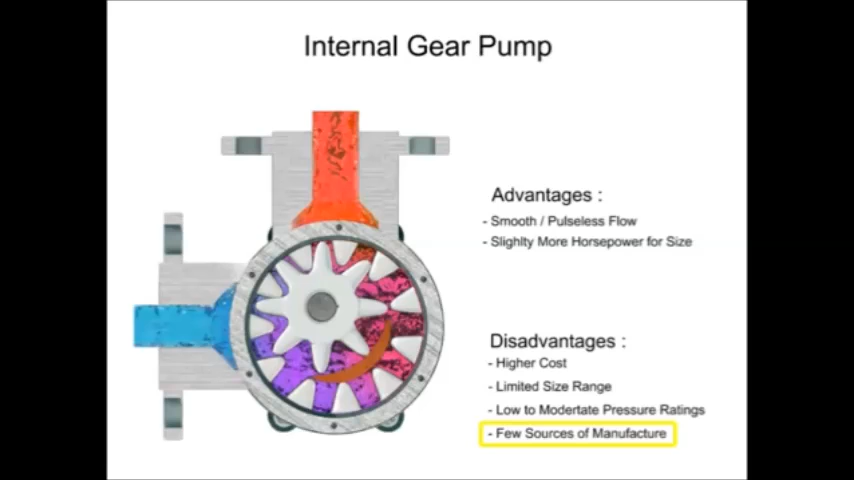 Internal Gear Pump
Advantages :
- Smooth / Pulseless Flow
- Slighlty More Horsepower for Size
Disadvantages :
- Higher Cost
- Limited Size Range
- Low to Modertate Pressure Ratings
- Few Sources of Manufacture